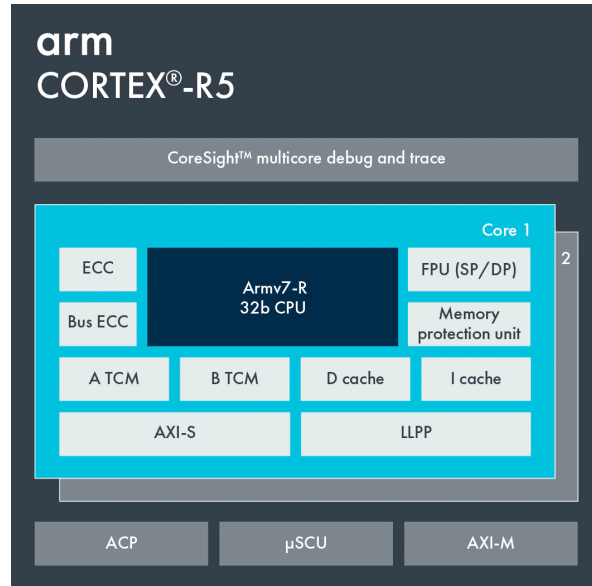 arm
CORTEX®-R5
CoreSight™ multicore debug and trace
Core 1
2
ECC
Armv7-R
32b CPU
FPU (SP/DP)
Bus ECC
Memory
protection unit
A TCM
B TCM
D cache
I cache
AXI-S
LLPP
ACP
µSCU
AXI-M